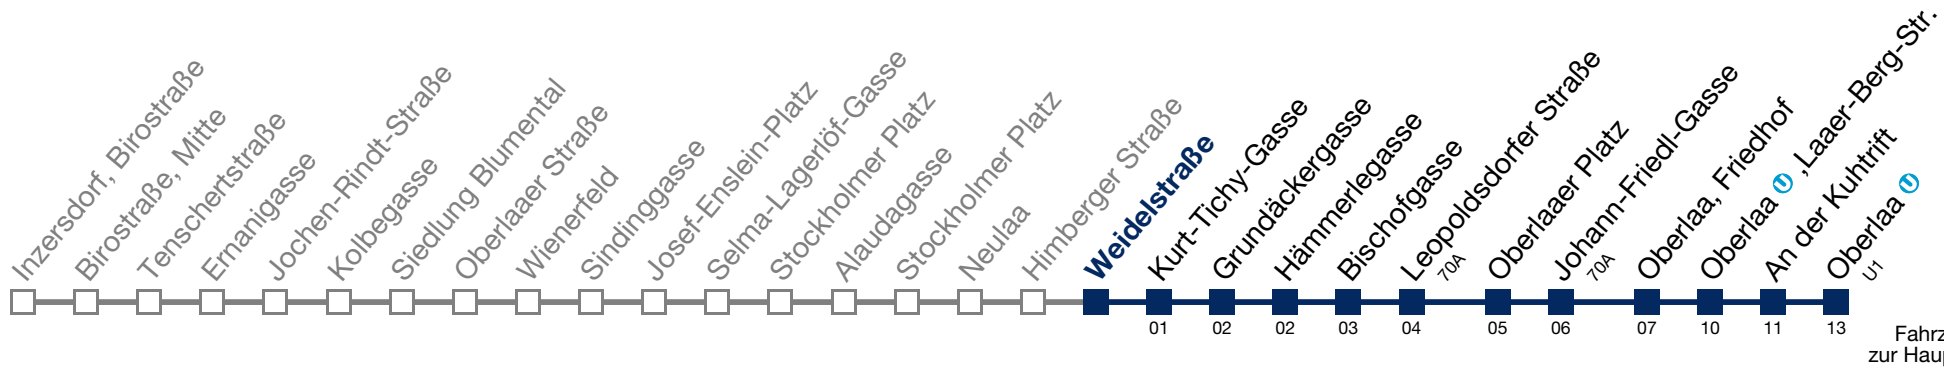 Inzersdorf, Birostraße
Birostraße, Mitte
Tenschertstraße
Ernanigasse
Jochen-Rindt-Straße
Kolbegasse
Siedlung Blumental
Oberlaaer Straße
Wienerfeld
Sindinggasse
Josef-Enslein-Platz
Selma-Lagerlöf-Gasse
Stockholmer Platz
Alaudagasse
Stockholmer Platz
Neulaa
Himberger Straße
Weidelstraße
Kurt-Tichy-Gasse
Grundäckergasse
Hämmerlegasse
Bischofgasse
Leopoldsdorfer Straße
70A
Oberlaaer Platz
Johann-Friedl-Gasse
70A
Oberlaa, Friedhof
Oberlaa U ,Laaer-Berg-Str.
An der Kuhtrift
Oberlaa U
U1
01 02 02 03 04 05 06 07 10 11 13
Fahrz
zur Haup